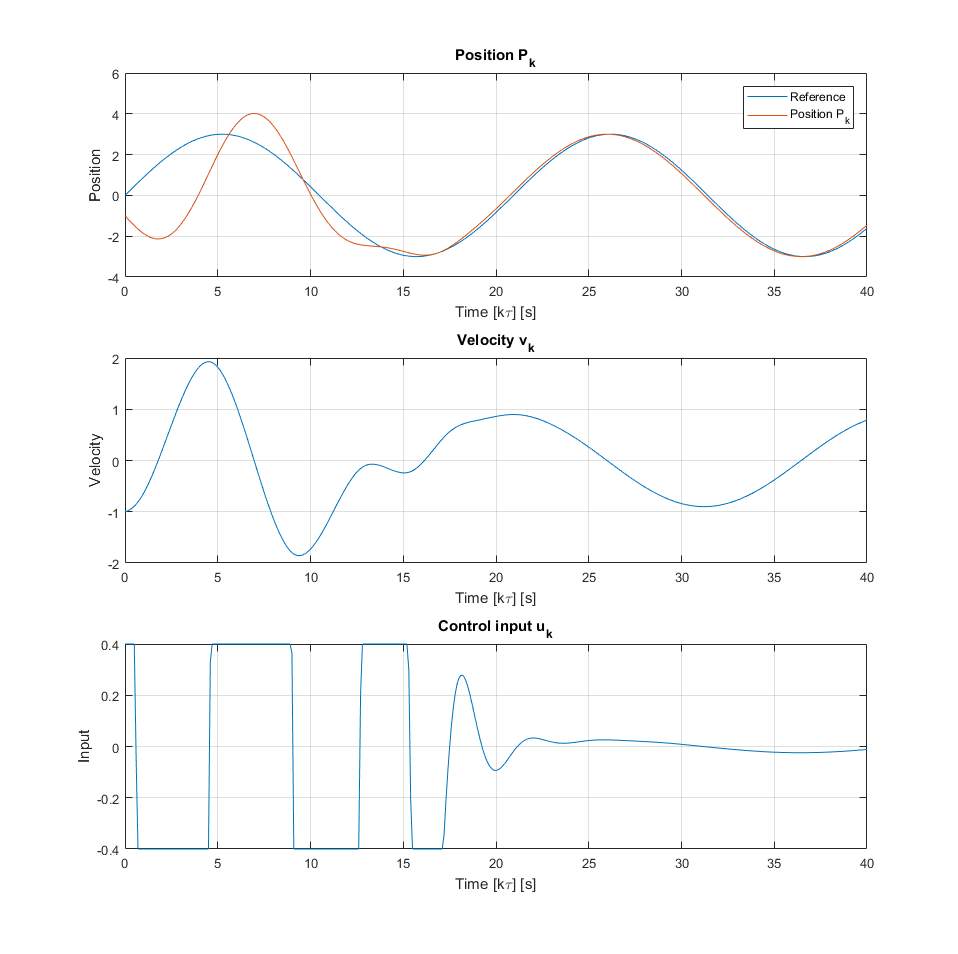 Position P_k
6
4
2
0
-2
-4
Position
Reference
Position P_k
0 5 10 15 20 25 30 35 40
Time [kτ] [s]
Velocity v_k
2
1
0
-1
-2
Velocity
0 5 10 15 20 25 30 35 40
Time [kτ] [s]
Control input u_k
0.4
0.2
0
-0.2
-0.4
Input
0 5 10 15 20 25 30 35 40
Time [kτ] [s]